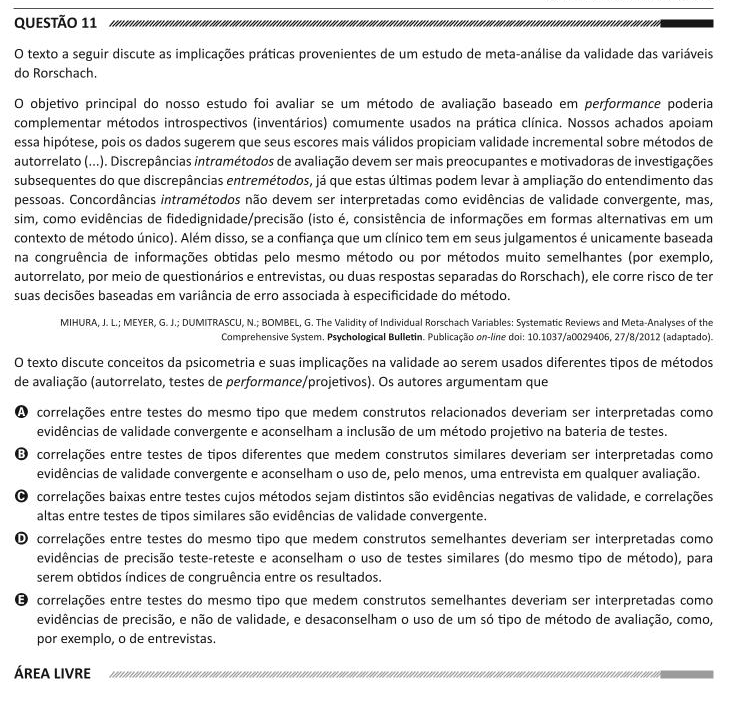 QUESTÃO 11
O texto a seguir discute as implicações práticas provenientes de um estudo de meta-análise da validade das variáveis
do Rorschach.
O objetivo principal do nosso estudo foi avaliar se um método de avaliação baseado em performance poderia
complementar métodos introspectivos (inventários) comumente usados na prática clínica. Nossos achados apoiam
essa hipótese, pois os dados sugerem que seus escores mais válidos propiciam validade incremental sobre métodos de
autorrelato (...). Discrepâncias intramétodos de avaliação devem ser mais preocupantes e motivadoras de investigações
subsequentes do que discrepâncias entremétodos, já que estas últimas podem levar à ampliação do entendimento das
pessoas. Concordâncias intramétodos não devem ser interpretadas como evidências de validade convergente, mas,
sim, como evidências de fidedignidade/precisão (isto é, consistência de informações em formas alternativas em um
contexto de método único). Além disso, se a confiança que um clínico tem em seus julgamentos é unicamente baseada
na congruência de informações obtidas pelo mesmo método ou por métodos muito semelhantes (por exemplo,
autorrelato, por meio de questionários e entrevistas, ou duas respostas separadas do Rorschach), ele corre risco de ter
suas decisões baseadas em variância de erro associada à especificidade do método.
MIHURA, J. L.; MEYER, G. J.; DUMITRASCU, N.; BOMBEL, G. The Validity of Individual Rorschach Variables: Systematic Reviews and Meta-Analyses of the
Comprehensive System. Psychological Bulletin. Publicação on-line doi: 10.1037/a0029406, 27/8/2012 (adaptado).
O texto discute conceitos da psicometria e suas implicações na validade ao serem usados diferentes tipos de métodos
de avaliação (autorrelato, testes de performance/projetivos). Os autores argumentam que
A correlações entre testes do mesmo tipo que medem construtos relacionados deveriam ser interpretadas como
evidências de validade convergente e aconselham a inclusão de um método projetivo na bateria de testes.
B correlações entre testes de tipos diferentes que medem construtos similares deveriam ser interpretadas como
evidências de validade convergente e aconselham o uso de, pelo menos, uma entrevista em qualquer avaliação.
C correlações baixas entre testes cujos métodos sejam distintos são evidências negativas de validade, e correlações
altas entre testes de tipos similares são evidências de validade convergente.
D correlações entre testes do mesmo tipo que medem construtos semelhantes deveriam ser interpretadas como
evidências de precisão teste-reteste e aconselham o uso de testes similares (do mesmo tipo de método), para
serem obtidos índices de congruência entre os resultados.
E correlações entre testes do mesmo tipo que medem construtos semelhantes deveriam ser interpretadas como
evidências de precisão, e não de validade, e desaconselham o uso de um só tipo de método de avaliação, como,
por exemplo, o de entrevistas.
ÁREA LIVRE